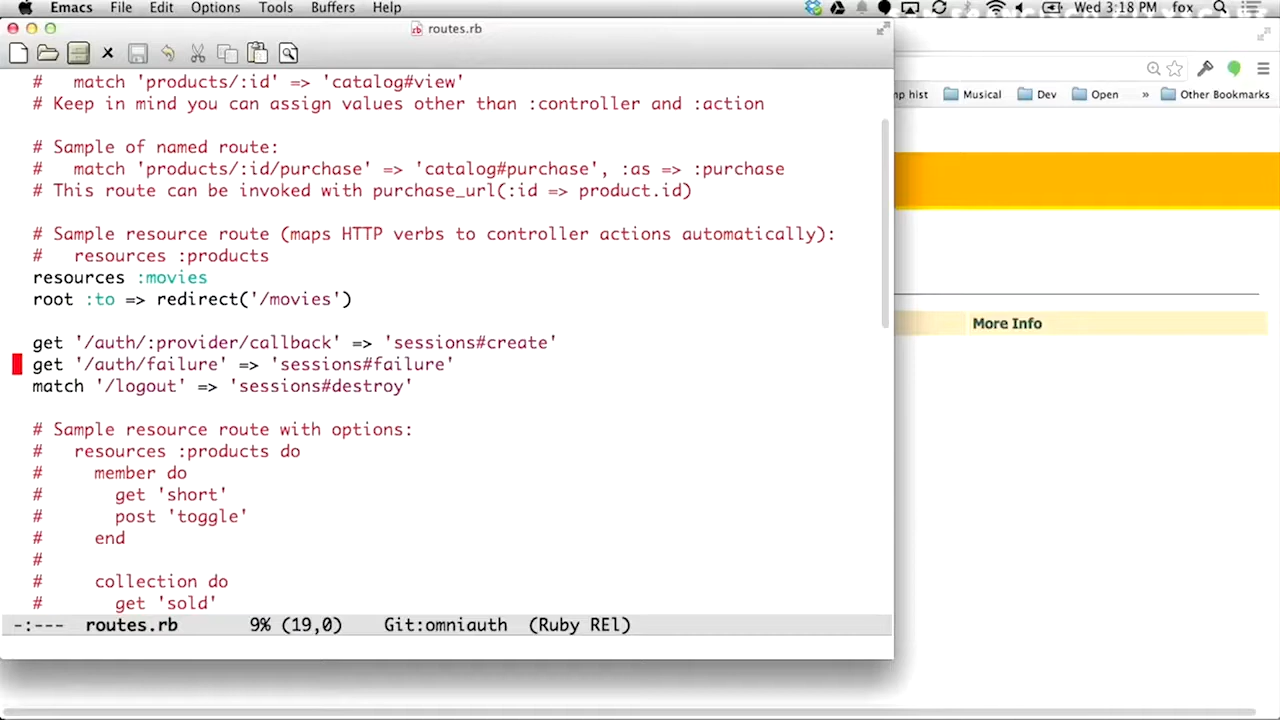 Emacs File Edit Options Tools Buffers Help Wed 3:18 PM fox
routes.rb
#   match 'products/:id' => 'catalog#view'
# Keep in mind you can assign values other than :controller and :action
# Sample of named route:
#   match 'products/:id/purchase' => 'catalog#purchase', :as => :purchase
# This route can be invoked with purchase_url(:id => product.id)
# Sample resource route (maps HTTP verbs to controller actions automatically):
#   resources :products
resources :movies
root :to => redirect('/movies')
get '/auth/:provider/callback' => 'sessions#create'
get '/auth/failure' => 'sessions#failure'
match '/logout' => 'sessions#destroy'
# Sample resource route with options:
#   resources :products do
#     member do
#       get 'short'
#       post 'toggle'
#     end
#
#     collection do
#       get 'sold'
-:--- routes.rb 9% (19,0) Git:omniauth (Ruby REl)
mp hist Musical Dev Open » Other Bookmarks
More Info